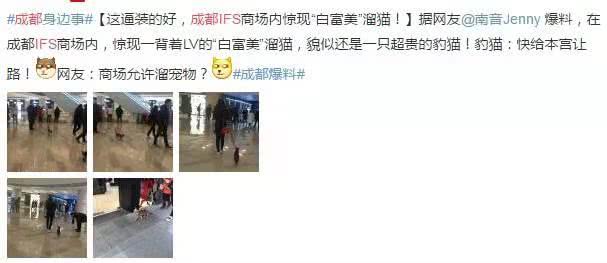 #成都身边事#【这逼装的好，成都IFS商场内惊现“白富美”溜猫！】据网友@南音Jenny 爆料，在
成都IFS商场内，惊现一背着LV的“白富美”溜猫，貌似还是一只超贵的豹猫！豹猫：快给本宫让
路！网友：商场允许溜宠物？#成都爆料#